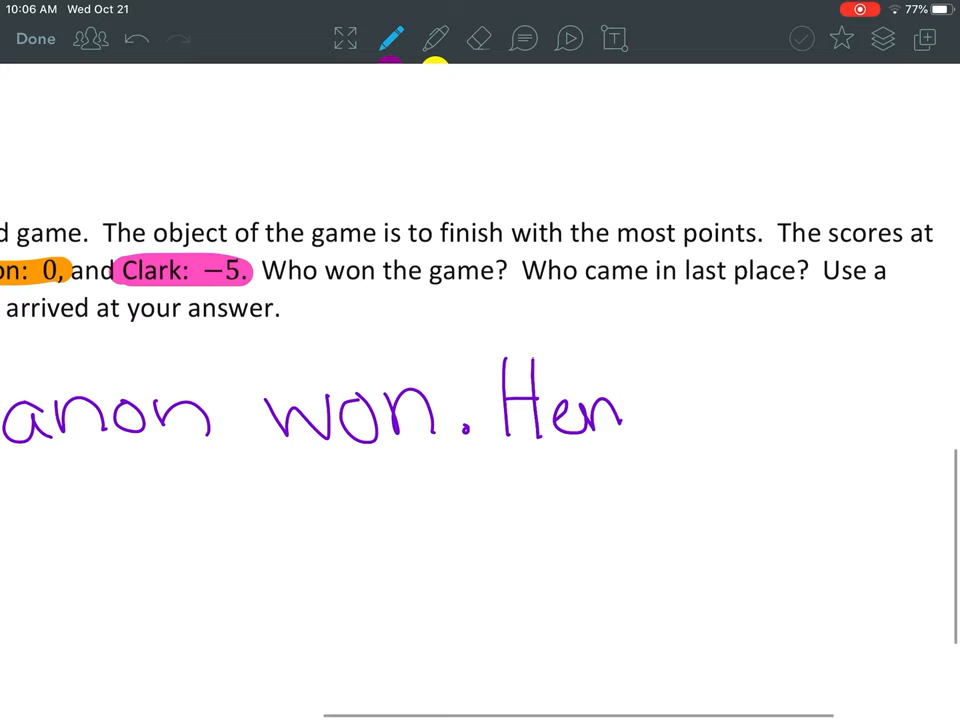 10:06 AM Wed Oct 21 77%
Done
d game. The object of the game is to finish with the most points. The scores at
on: 0, and Clark: −5. Who won the game? Who came in last place? Use a
arrived at your answer.
anon won. Hen